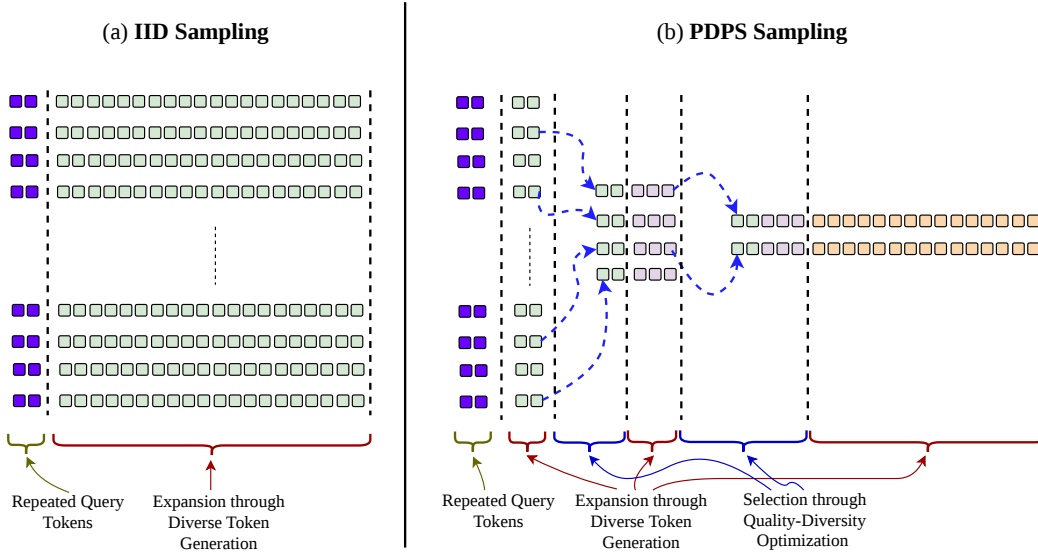 (a) IID Sampling
(b) PDPS Sampling
Repeated Query
Tokens
Expansion through
Diverse Token
Generation
Repeated Query
Tokens
Expansion through
Diverse Token
Generation
Selection through
Quality-Diversity
Optimization